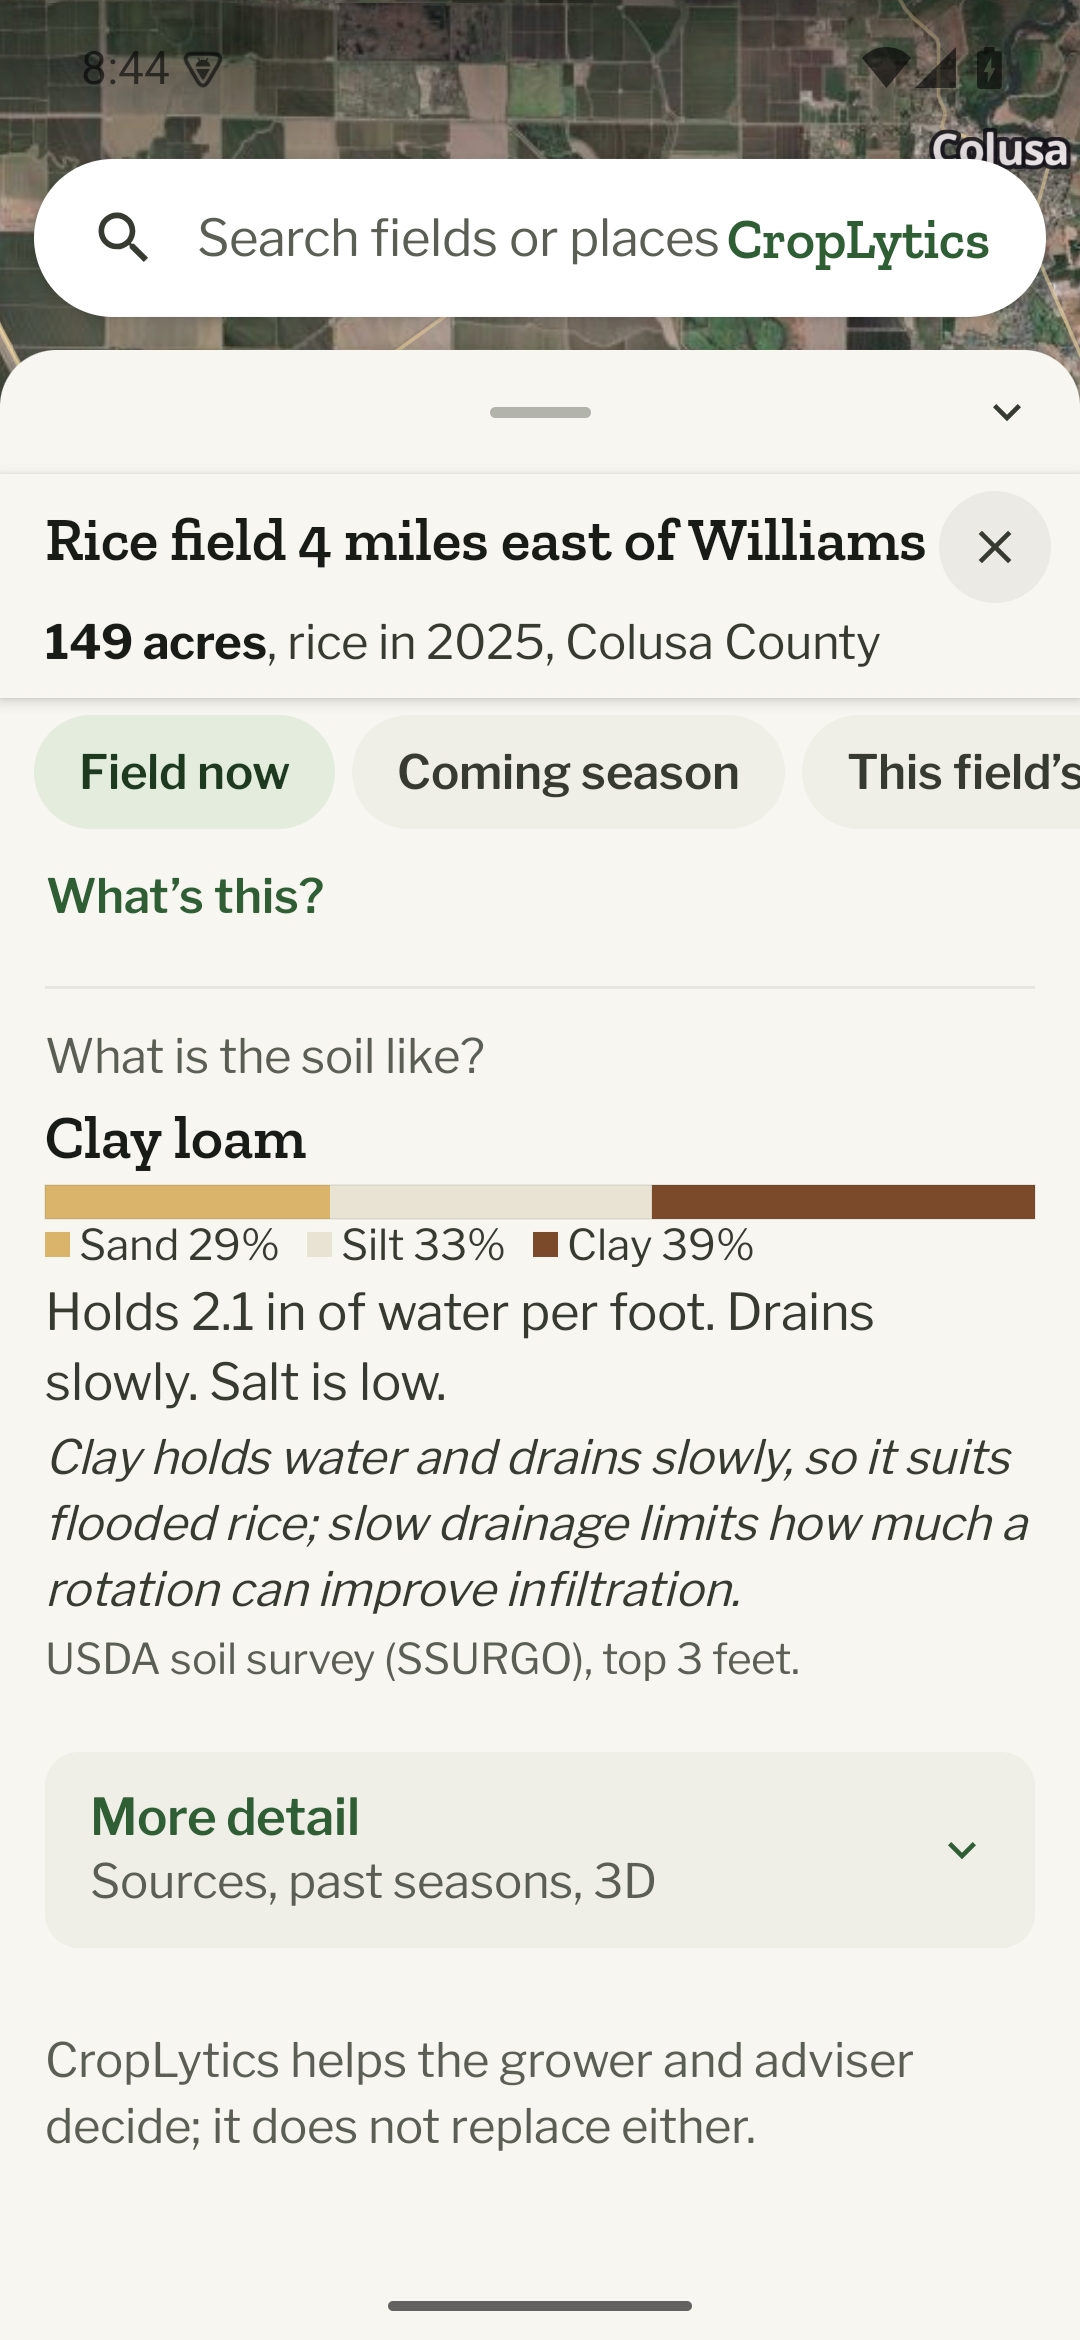 8:44
Colusa
Search fields or places CropLytics
Rice field 4 miles east of Williams
149 acres, rice in 2025, Colusa County
Field now Coming season This field’s
What’s this?
What is the soil like?
Clay loam
Sand 29% Silt 33% Clay 39%
Holds 2.1 in of water per foot. Drains
slowly. Salt is low.
Clay holds water and drains slowly, so it suits
flooded rice; slow drainage limits how much a
rotation can improve infiltration.
USDA soil survey (SSURGO), top 3 feet.
More detail
Sources, past seasons, 3D
CropLytics helps the grower and adviser
decide; it does not replace either.